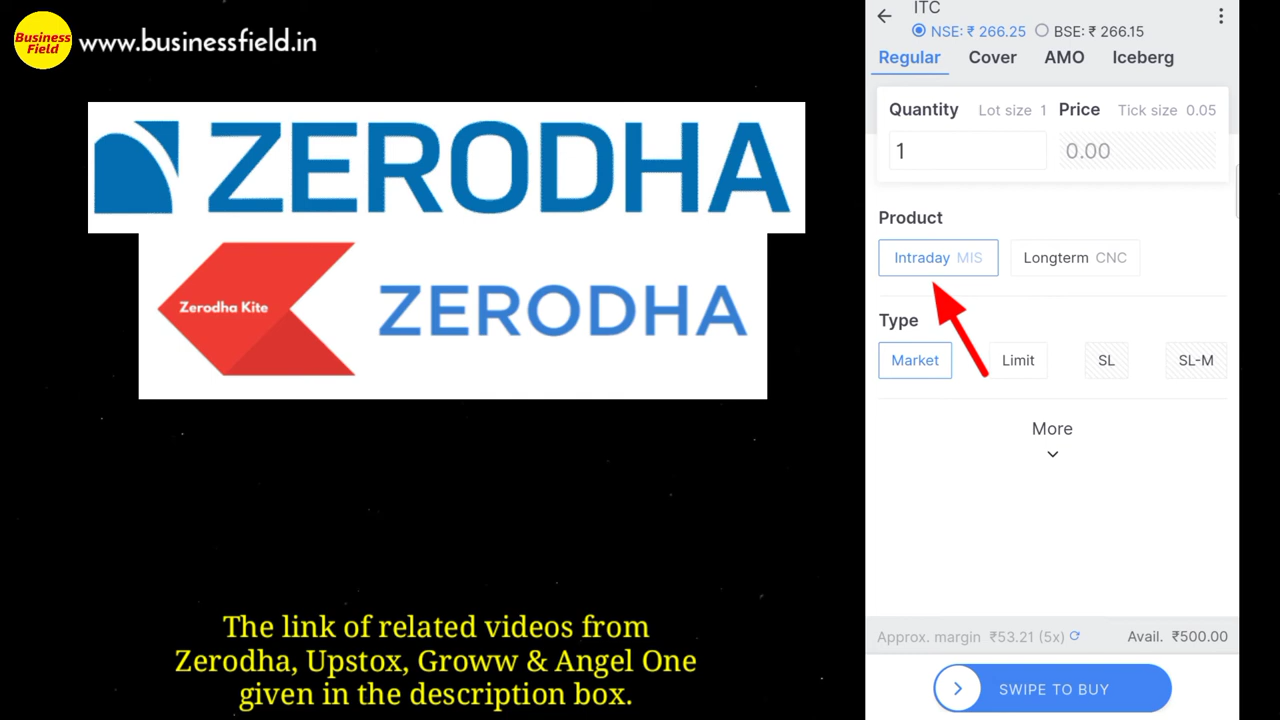 Business
Field
www.businessfield.in
ZERODHA
Zerodha Kite
ZERODHA
The link of related videos from
Zerodha, Upstox, Groww & Angel One
given in the description box.
ITC
NSE: ₹ 266.25 BSE: ₹ 266.15
Regular Cover AMO Iceberg
Quantity Lot size 1 Price Tick size 0.05
1 0.00
Product
Intraday MIS Longterm CNC
Type
Market Limit SL SL-M
More
Approx. margin ₹53.21 (5x) Avail. ₹500.00
SWIPE TO BUY